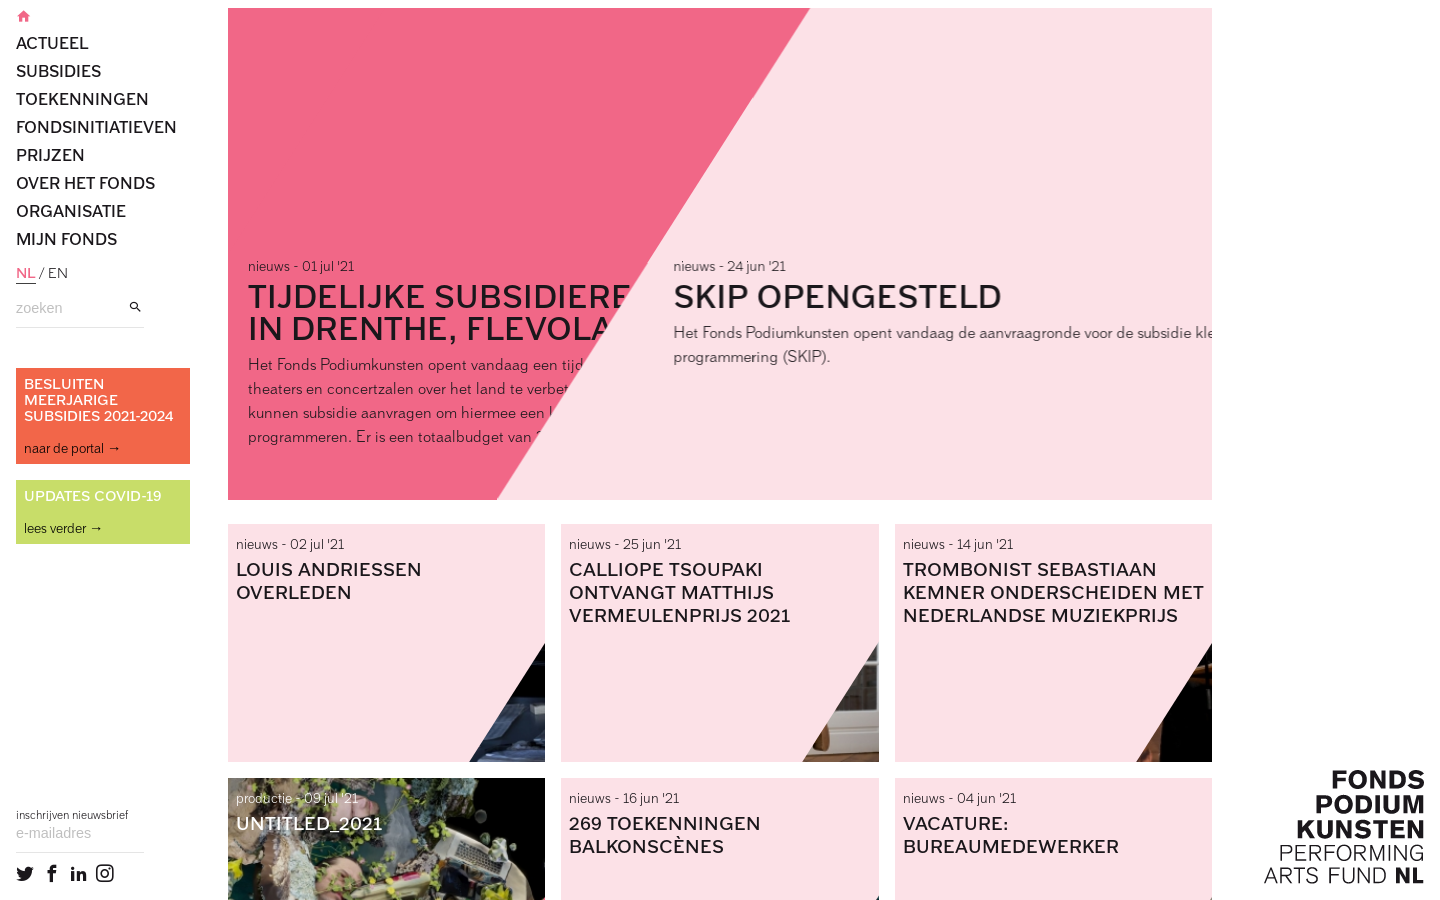 ACTUEEL
SUBSIDIES
TOEKENNINGEN
FONDSINITIATIEVEN
PRIJZEN
OVER HET FONDS
ORGANISATIE
MIJN FONDS
NL / EN
zoeken
BESLUITEN
MEERJARIGE
SUBSIDIES 2021-2024
naar de portal →
UPDATES COVID-19
lees verder →
inschrijven nieuwsbrief
e-mailadres
nieuws - 01 jul '21
TIJDELIJKE SUBSIDIERE
IN DRENTHE, FLEVOLA
Het Fonds Podiumkunsten opent vandaag een tijd
theaters en concertzalen over het land te verbet
kunnen subsidie aanvragen om hiermee een
programmeren. Er is een totaalbudget van
nieuws - 24 jun '21
SKIP OPENGESTELD
Het Fonds Podiumkunsten opent vandaag de aanvraagronde voor de subsidie kle
programmering (SKIP).
nieuws - 02 jul '21
LOUIS ANDRIESSEN
OVERLEDEN
nieuws - 25 jun '21
CALLIOPE TSOUPAKI
ONTVANGT MATTHIJS
VERMEULENPRIJS 2021
nieuws - 14 jun '21
TROMBONIST SEBASTIAAN
KEMNER ONDERSCHEIDEN MET
NEDERLANDSE MUZIEKPRIJS
productie - 09 jul '21
UNTITLED_2021
nieuws - 16 jun '21
269 TOEKENNINGEN
BALKONSCÈNES
nieuws - 04 jun '21
VACATURE:
BUREAUMEDEWERKER
FONDS
PODIUM
KUNSTEN
PERFORMING
ARTS FUND NL